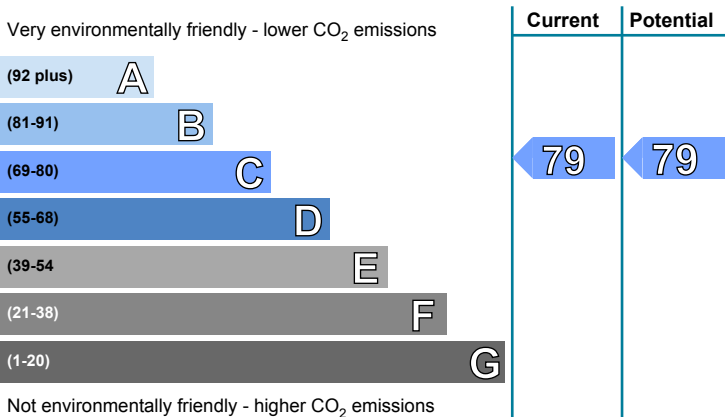 Current Potential
Very environmentally friendly - lower CO₂ emissions
(92 plus) A
(81-91) B
(69-80) C 79 79
(55-68) D
(39-54 E
(21-38) F
(1-20) G
Not environmentally friendly - higher CO₂ emissions